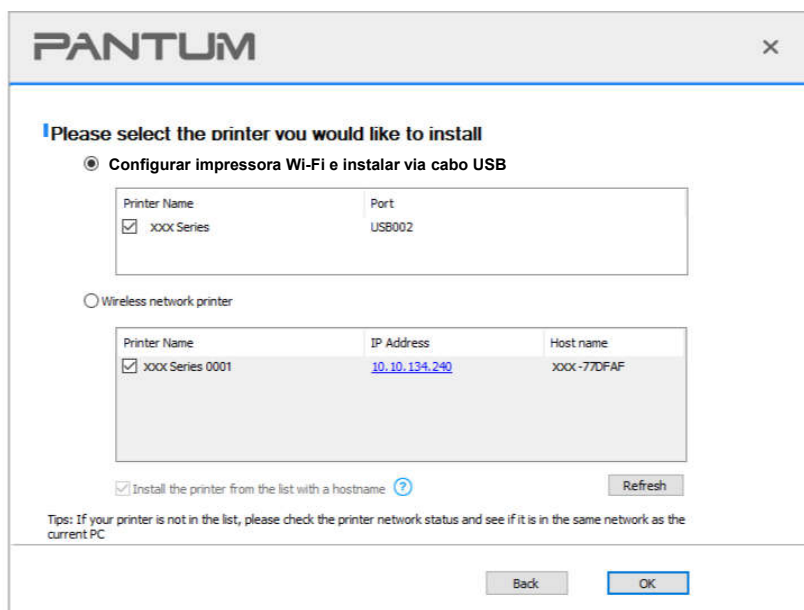 PANTUM
Please select the printer you would like to install
Configurar impressora Wi-Fi e instalar via cabo USB
Printer Name Port
XXX Series USB002
Wireless network printer
Printer Name IP Address Host name
XXX Series 0001 10.10.134.240 XXX-77DFAF
Install the printer from the list with a hostname ?
Refresh
Tips: If your printer is not in the list, please check the printer network status and see if it is in the same network as the
current PC
Back OK